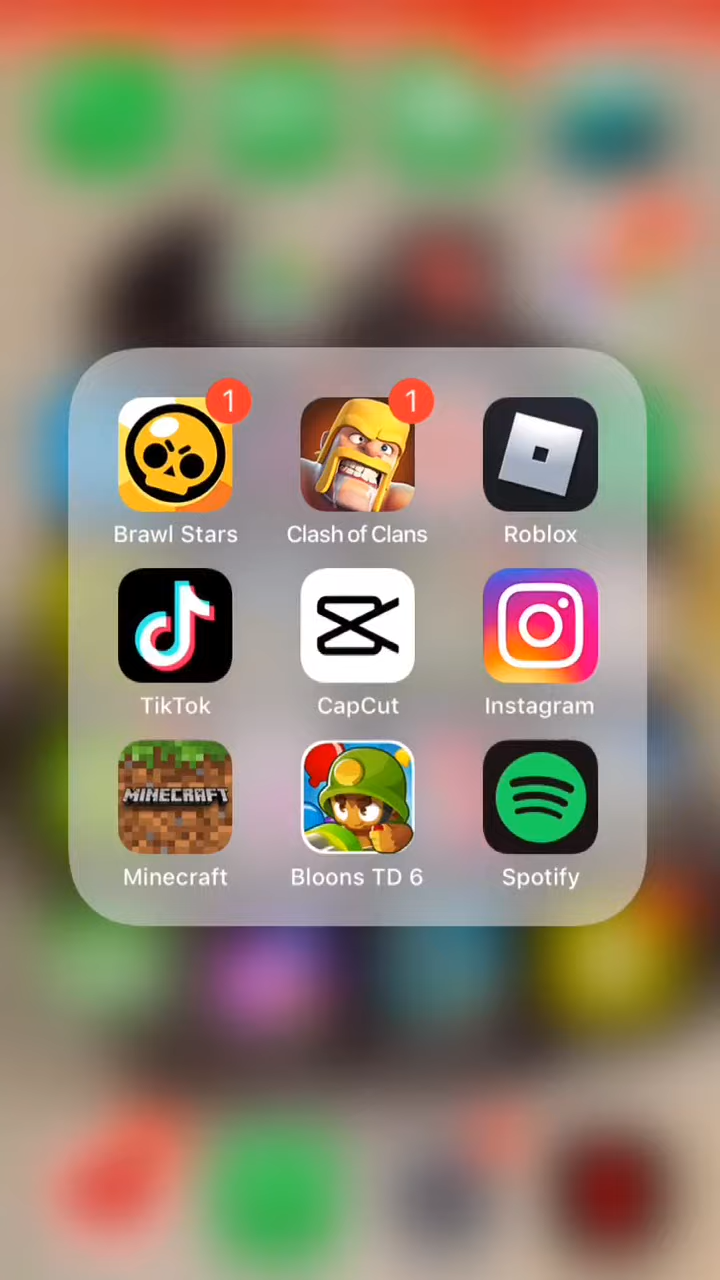 1
1
Brawl Stars
Clash of Clans
Roblox
TikTok
CapCut
Instagram
MINECRAFT
Minecraft
Bloons TD 6
Spotify